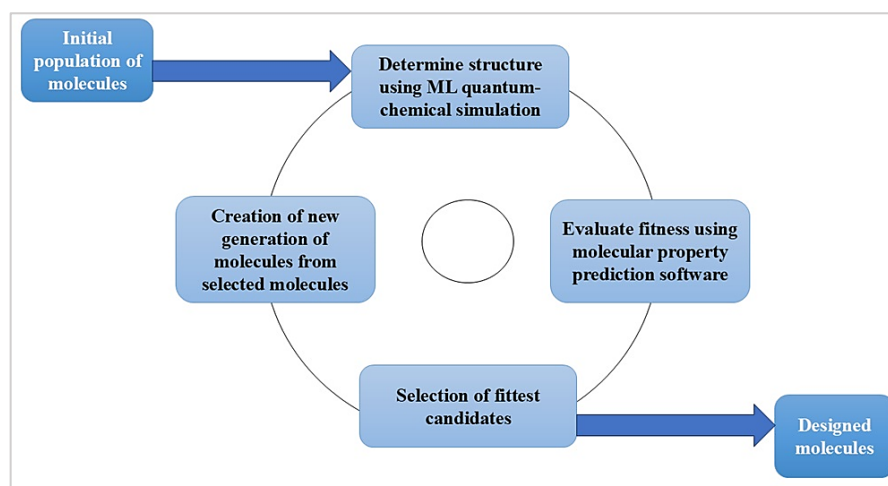 Initial
population of
molecules
Determine structure
using ML quantum-
chemical simulation
Creation of new
generation of
molecules from
selected molecules
Evaluate fitness using
molecular property
prediction software
Selection of fittest
candidates
Designed
molecules